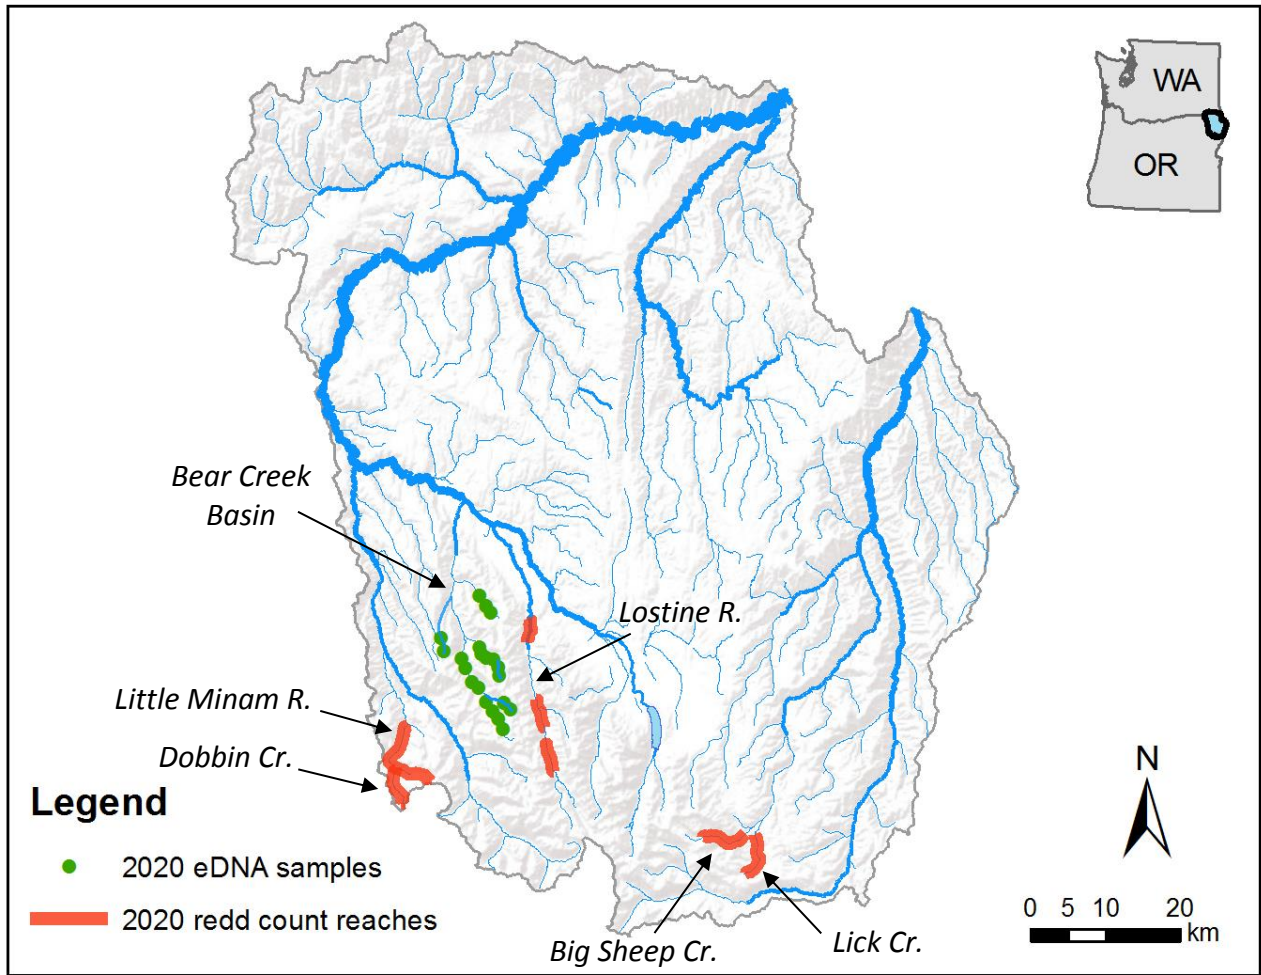 WA
OR
Bear Creek
Basin
Lostine R.
Little Minam R.
Dobbin Cr.
Legend
2020 eDNA samples
2020 redd count reaches
Big Sheep Cr.
Lick Cr.
N
0 5 10 20
km